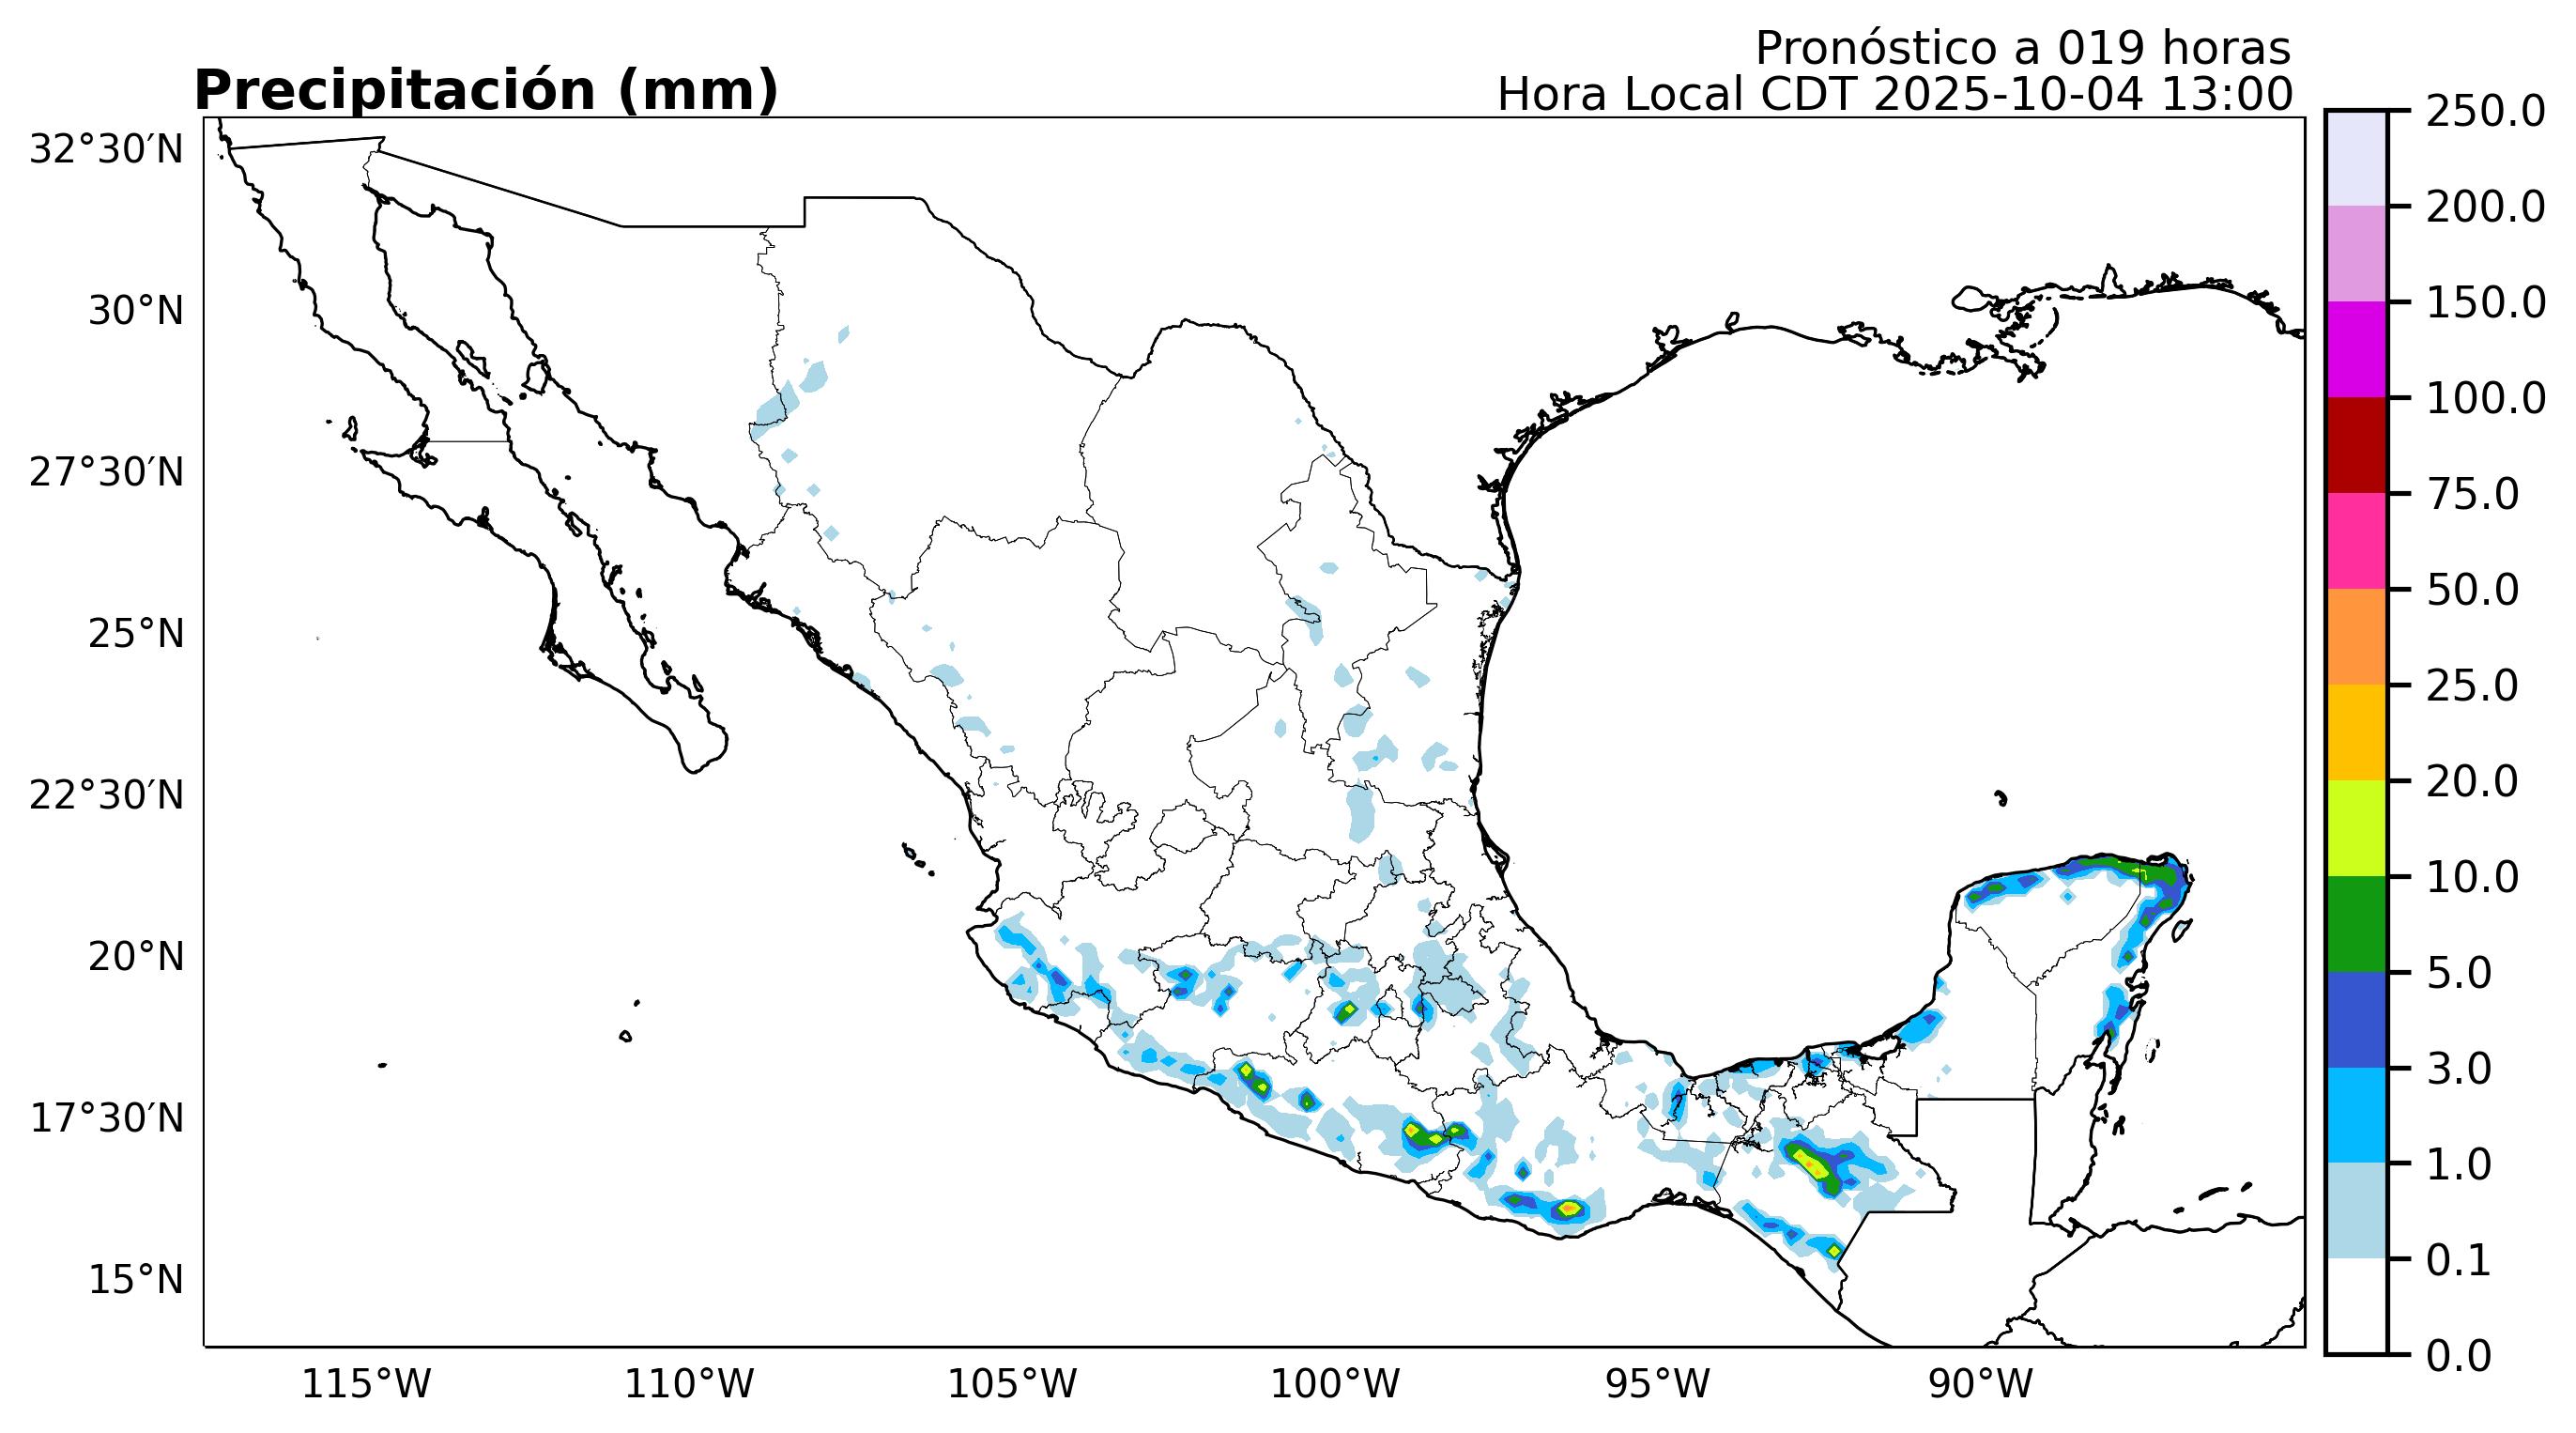 Pronóstico a 019 horas
Precipitación (mm)
Hora Local CDT 2025-10-04 13:00
32°30′N
30°N
27°30′N
25°N
22°30′N
20°N
17°30′N
15°N
115°W
110°W
105°W
100°W
95°W
90°W
250.0
200.0
150.0
100.0
75.0
50.0
25.0
20.0
10.0
5.0
3.0
1.0
0.1
0.0